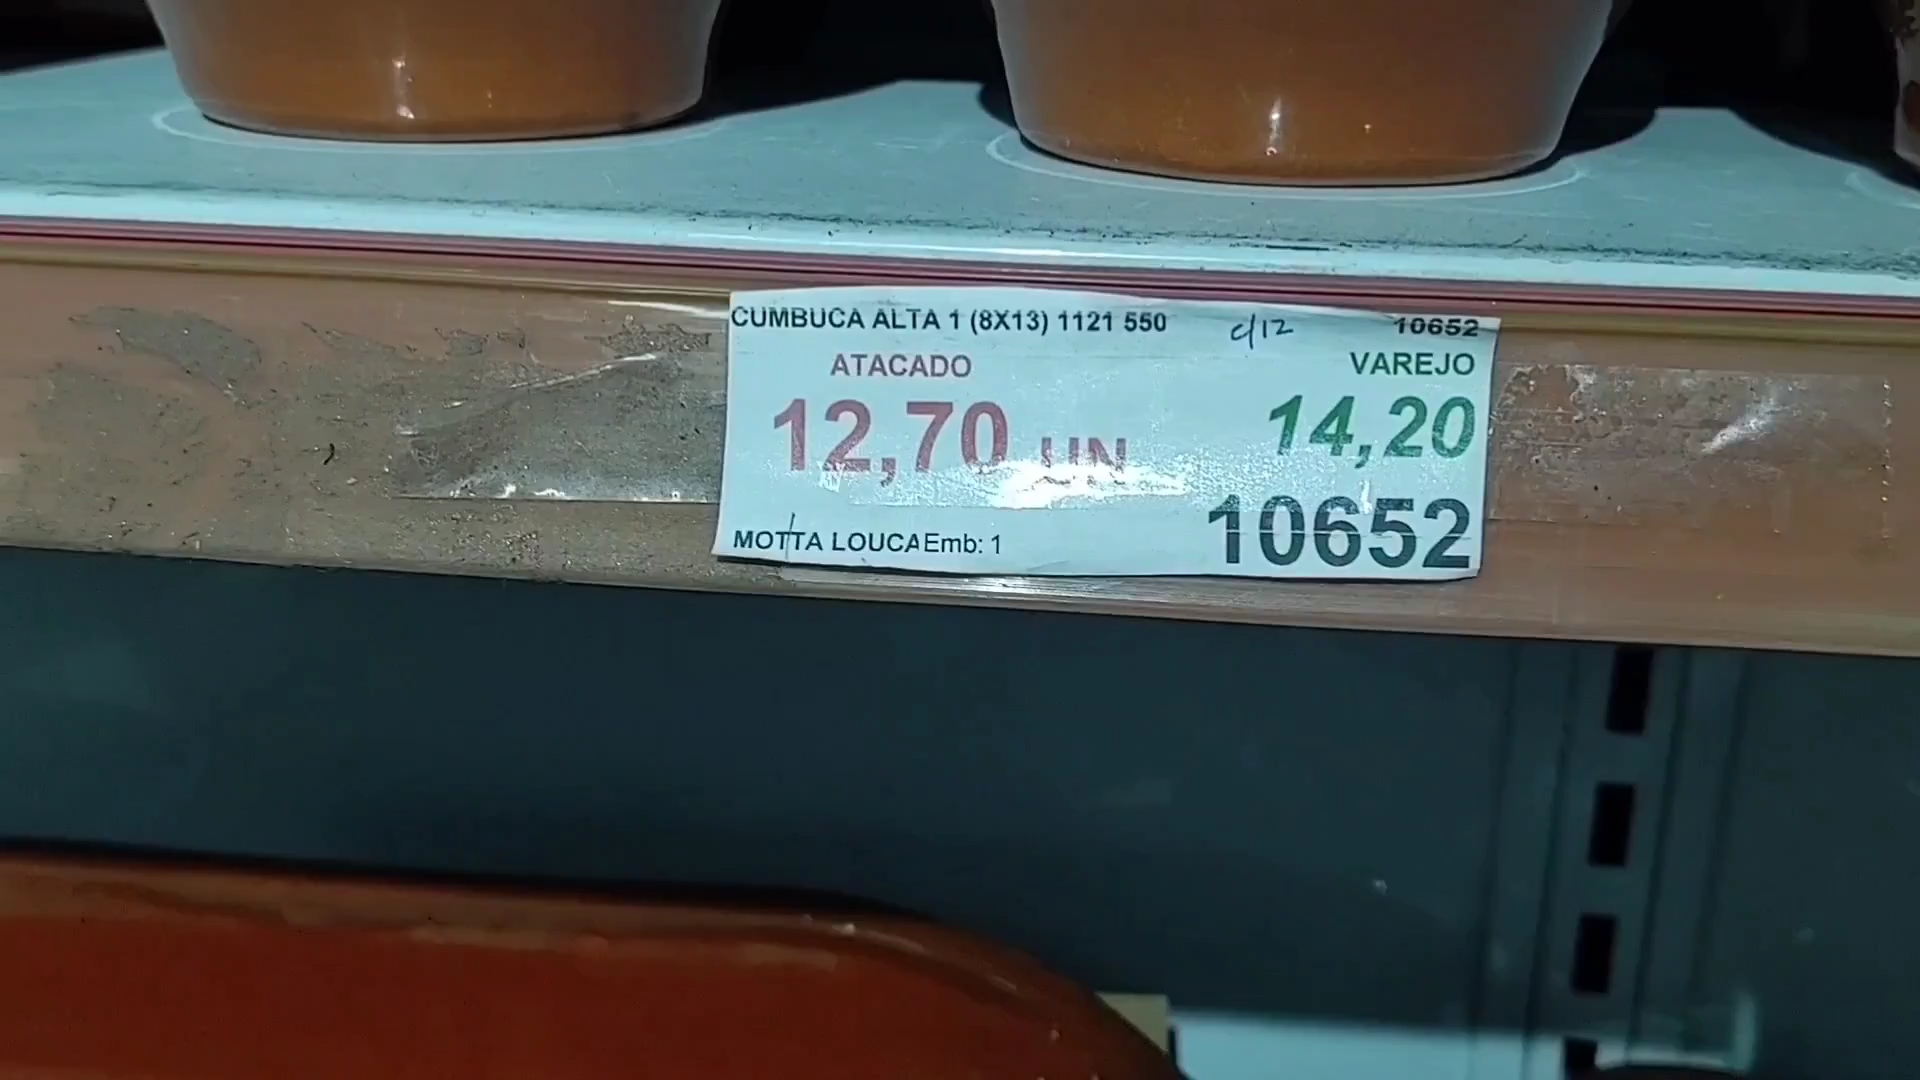 CUMBUCA ALTA 1 (8X13) 1121 550 c/12 10652
ATACADO VAREJO
12,70 UN 14,20
10652
MOTTA LOUCA Emb: 1